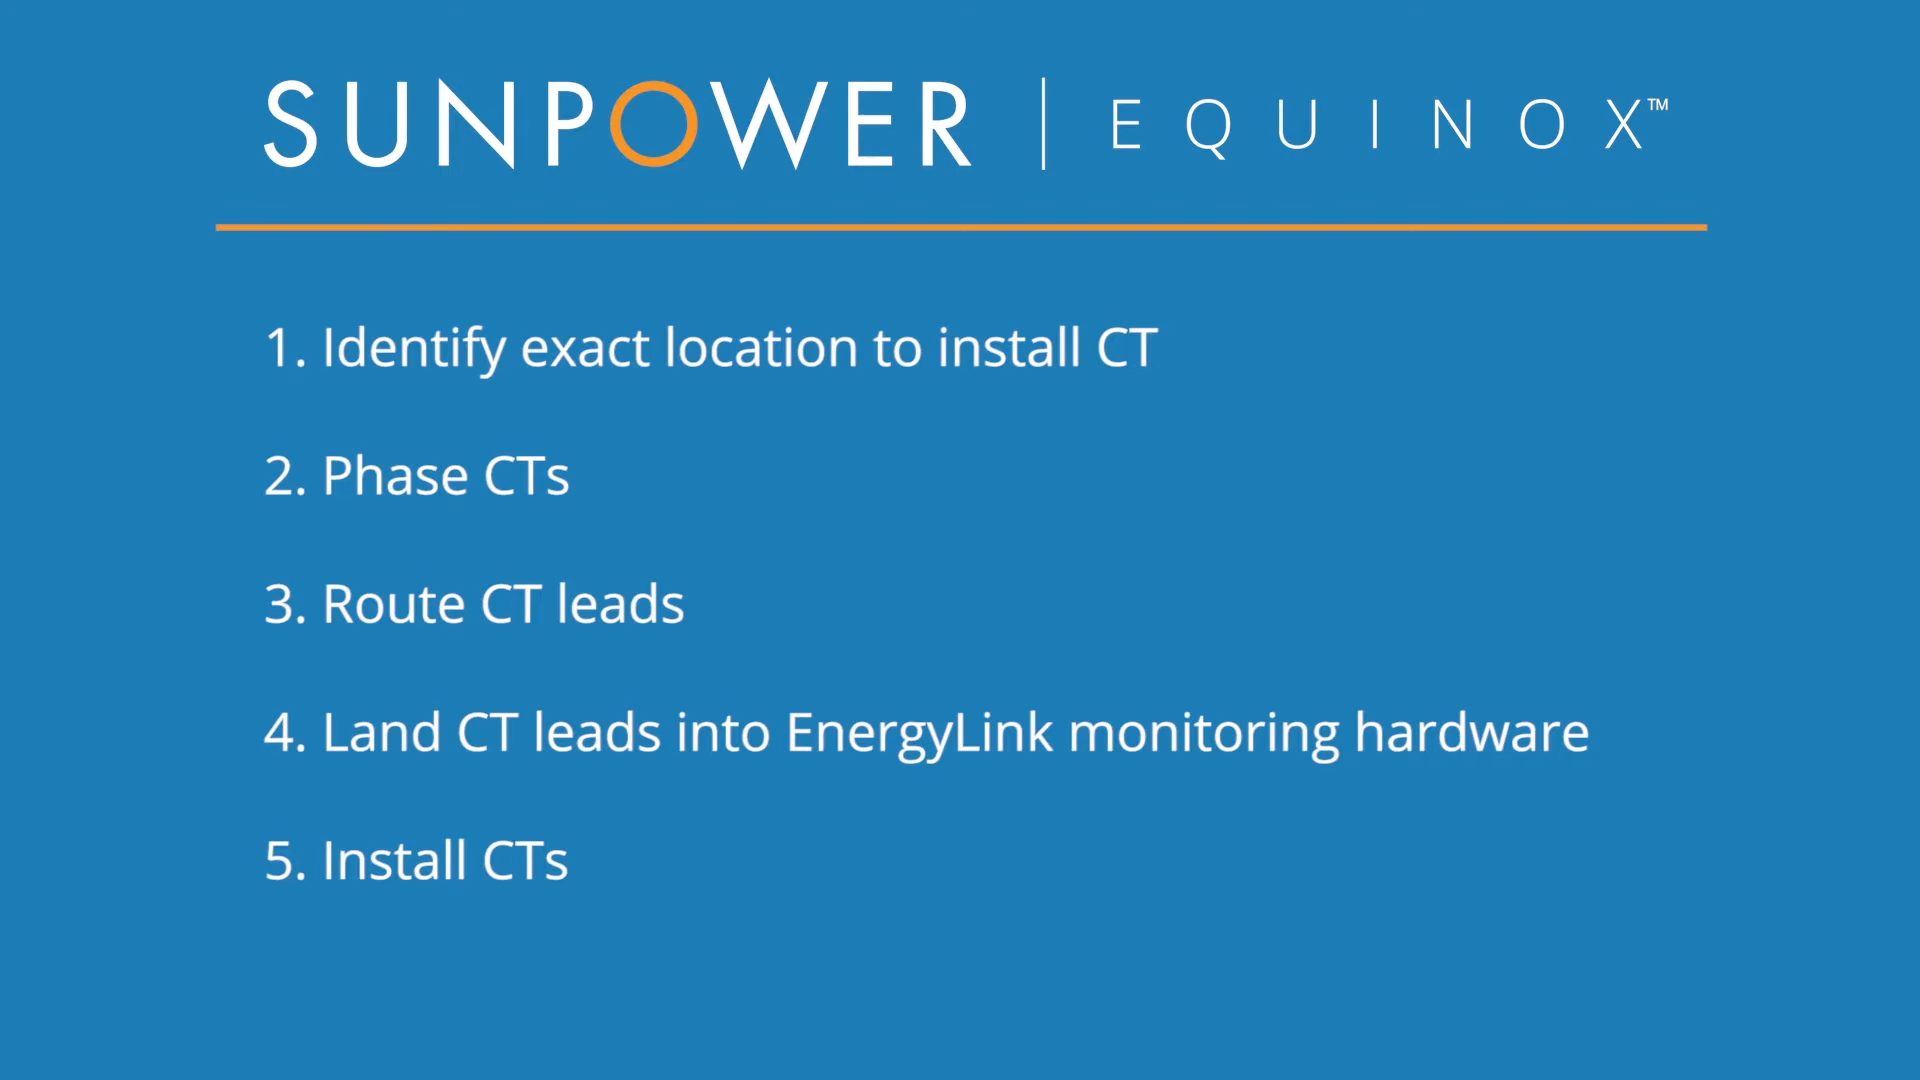 SUNPOWER | EQUINOX™
1. Identify exact location to install CT
2. Phase CTs
3. Route CT leads
4. Land CT leads into EnergyLink monitoring hardware
5. Install CTs